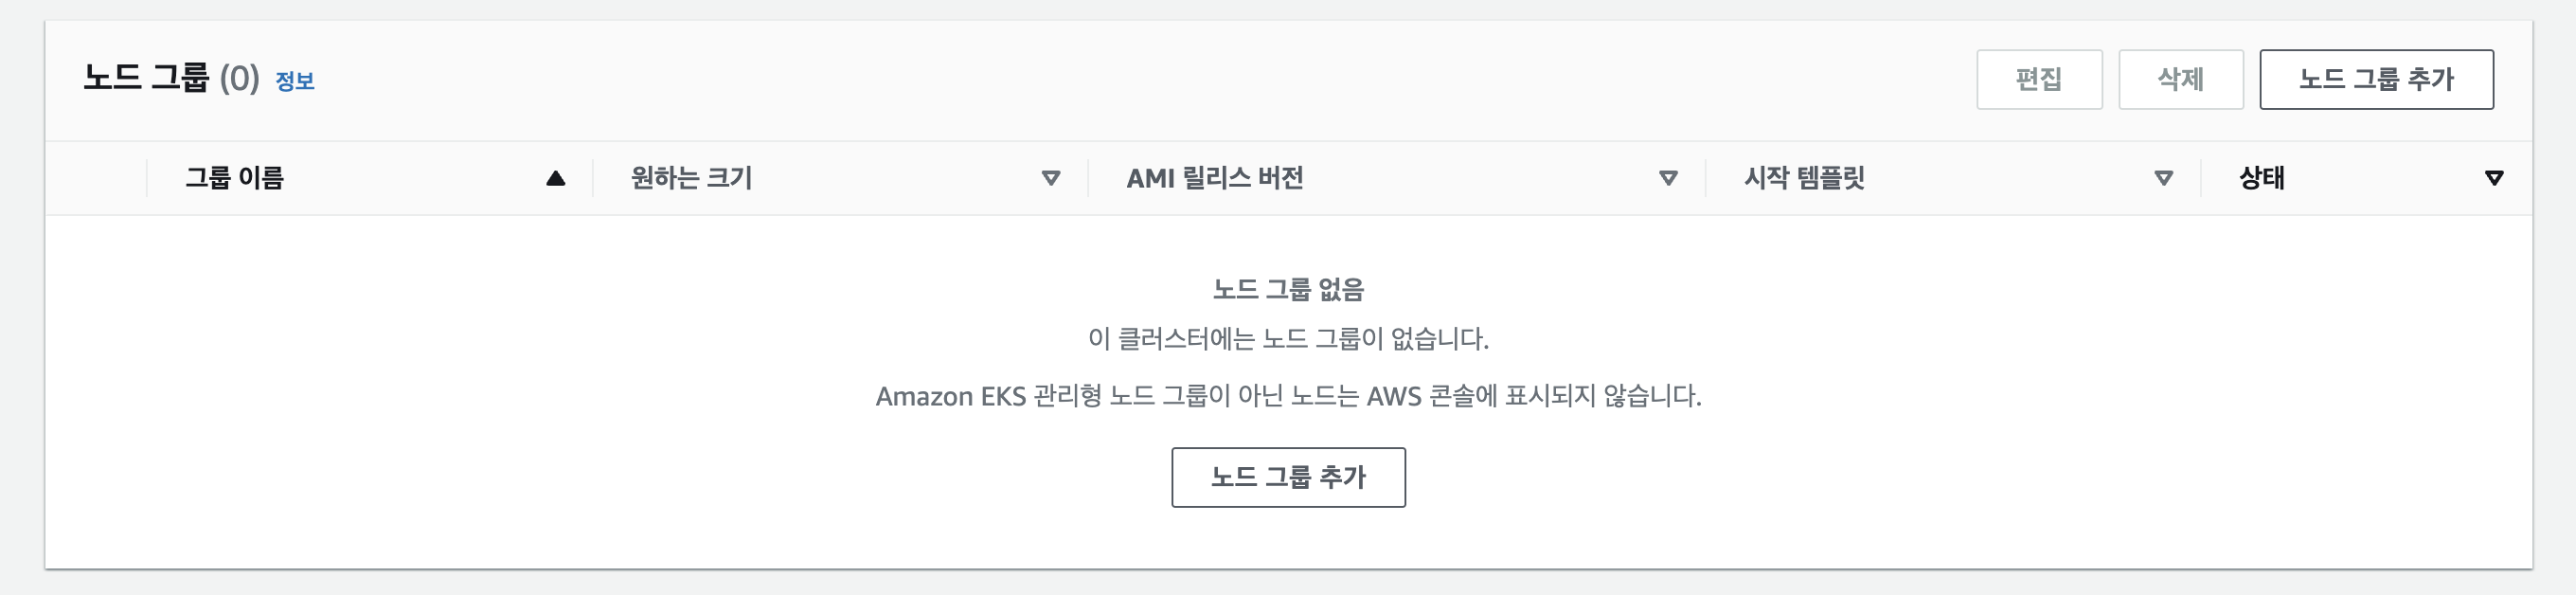 노드 그룹 (0) 정보
편집 삭제 노드 그룹 추가
그룹 이름 원하는 크기 AMI 릴리스 버전 시작 템플릿 상태
노드 그룹 없음
이 클러스터에는 노드 그룹이 없습니다.
Amazon EKS 관리형 노드 그룹이 아닌 노드는 AWS 콘솔에 표시되지 않습니다.
노드 그룹 추가